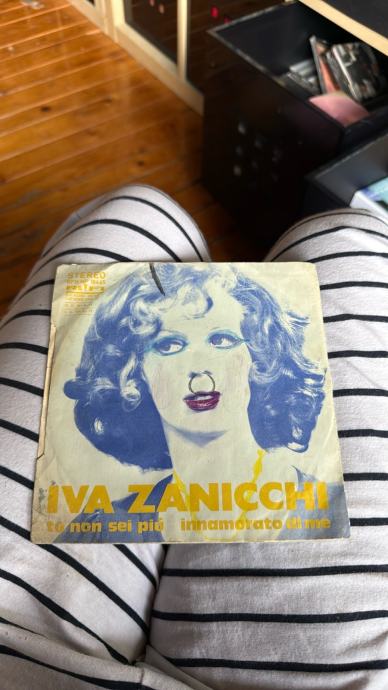 STEREO
IVA ZANICCHI
tu non sei più innamorato di me